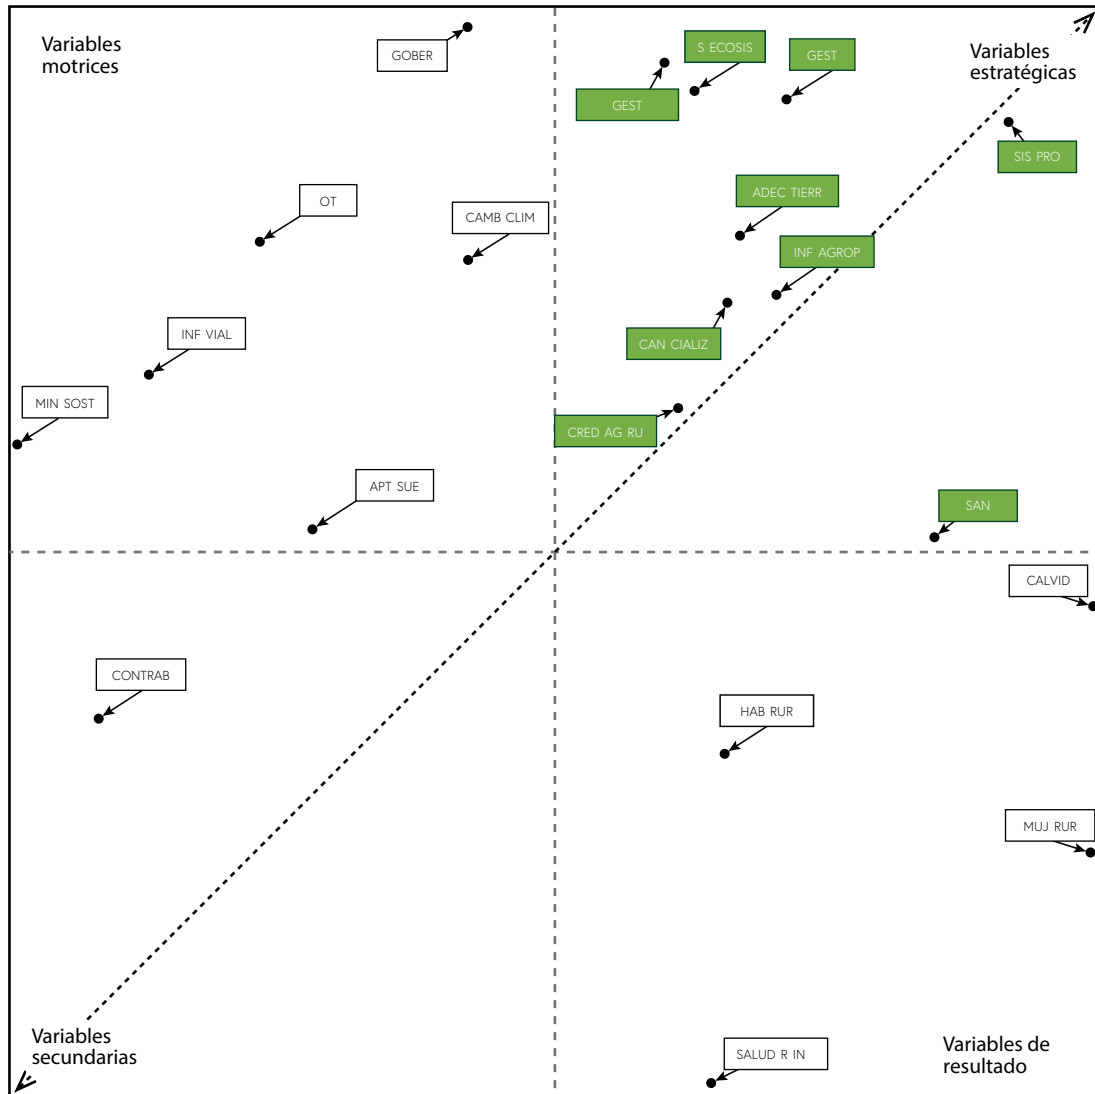 Variables
motrices
GOBER
S ECOSIS
GEST
Variables
estratégicas
GEST
SIS PRO
ADEC TIERR
OT
CAMB CLIM
INF AGROP
INF VIAL
CAN CIALIZ
MIN SOST
CRED AG RU
APT SUE
SAN
CALVID
CONTRAB
HAB RUR
MUJ RUR
Variables
secundarias
SALUD R IN
Variables de
resultado